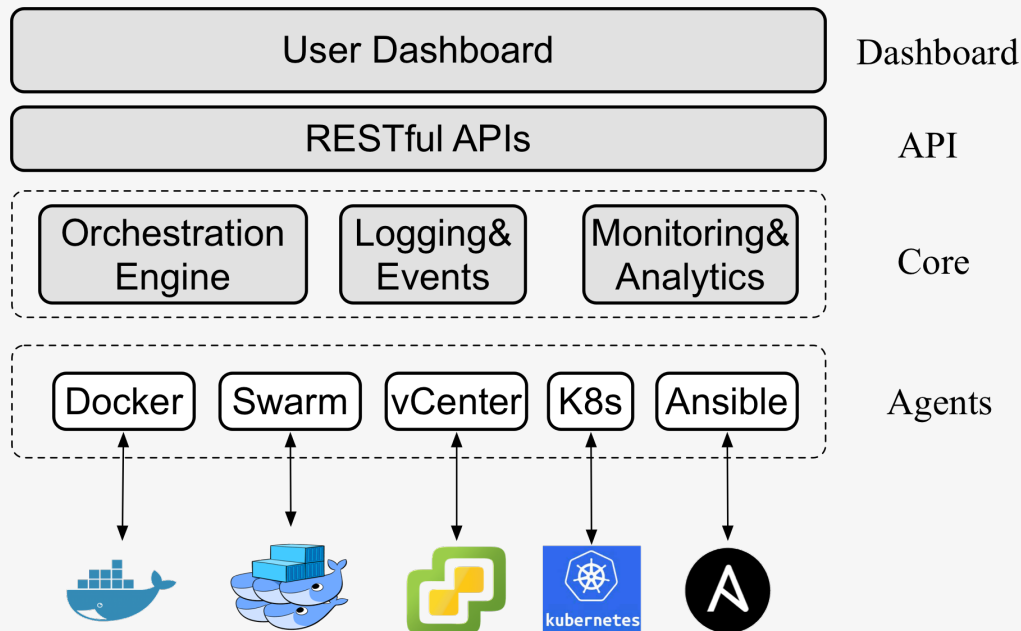 User Dashboard
Dashboard
RESTful APIs
API
Orchestration
Engine
Logging&
Events
Monitoring&
Analytics
Core
Docker
Swarm
vCenter
K8s
Ansible
Agents
kubernetes